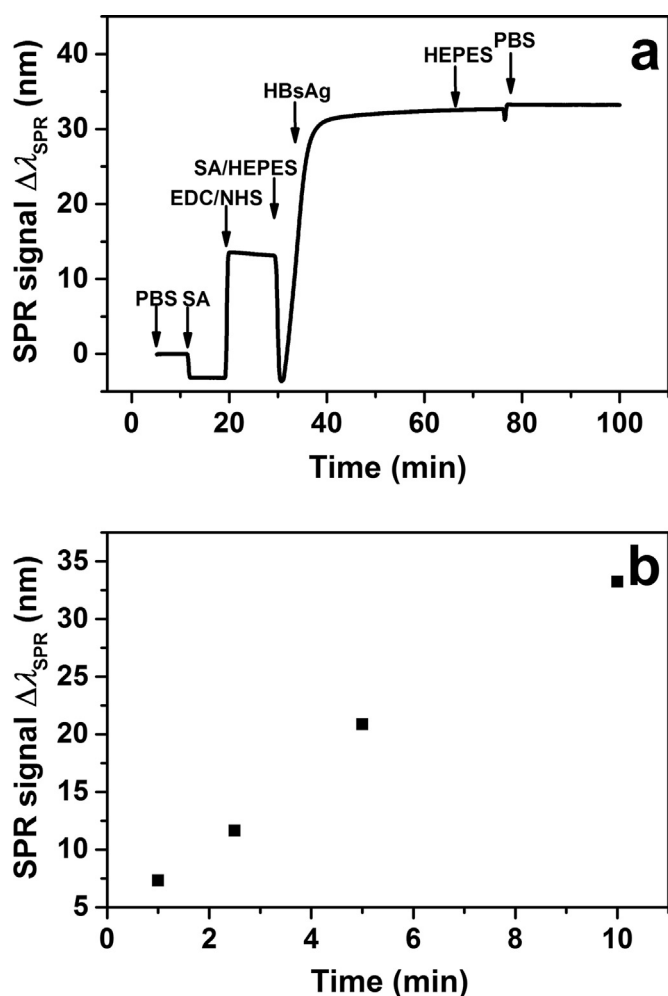 a
SPR signal ΔλSPR (nm)
40
30
20
10
0
PBS
SA
EDC/NHS
SA/HEPES
HBsAg
HEPES
PBS
0 20 40 60 80 100
Time (min)
b
SPR signal ΔλSPR (nm)
35
30
25
20
15
10
5
0 2 4 6 8 10
Time (min)